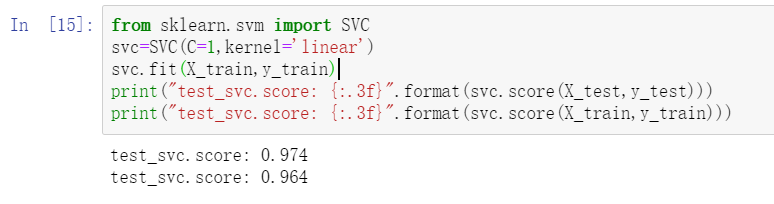 In [15]: from sklearn.svm import SVC
svc=SVC(C=1,kernel='linear')
svc.fit(X_train,y_train)
print("test_svc.score: {:.3f}".format(svc.score(X_test,y_test)))
print("test_svc.score: {:.3f}".format(svc.score(X_train,y_train)))
test_svc.score: 0.974
test_svc.score: 0.964